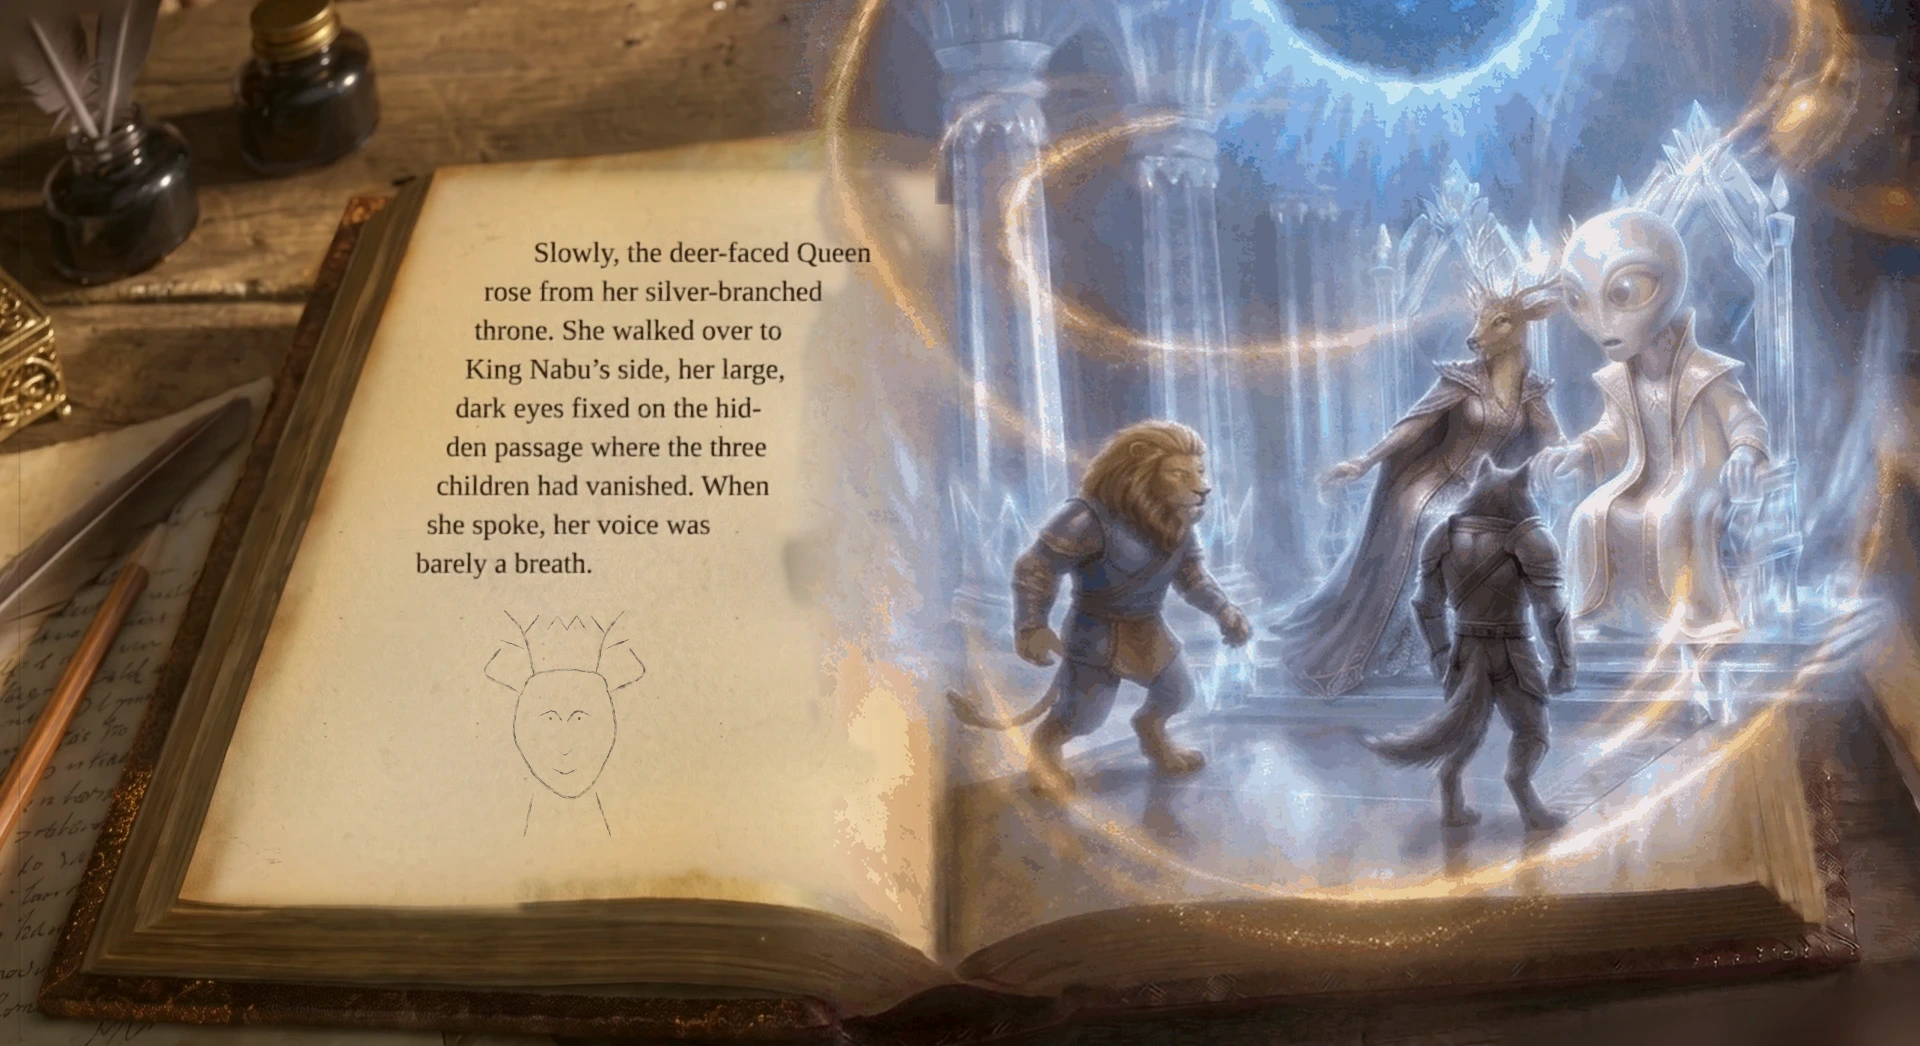 Slowly, the deer-faced Queen
rose from her silver-branched
throne. She walked over to
King Nabu’s side, her large,
dark eyes fixed on the hid-
den passage where the three
children had vanished. When
she spoke, her voice was
barely a breath.